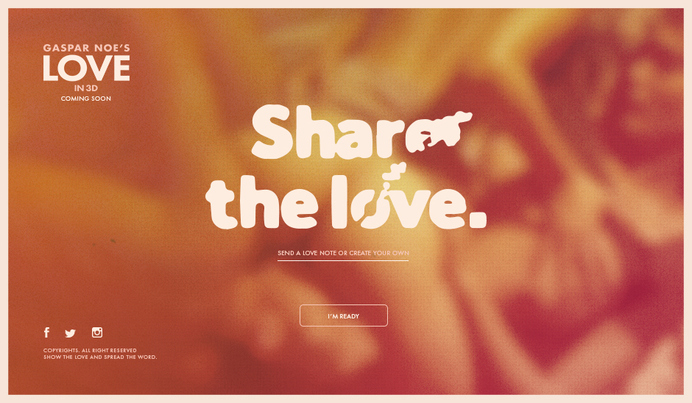 GASPAR NOE'S
LOVE
IN 3D
COMING SOON
Share
the love.
SEND A LOVE NOTE OR CREATE YOUR OWN
I'M READY
COPYRIGHTS. ALL RIGHT RESERVED
SHOW THE LOVE AND SPREAD THE WORD.